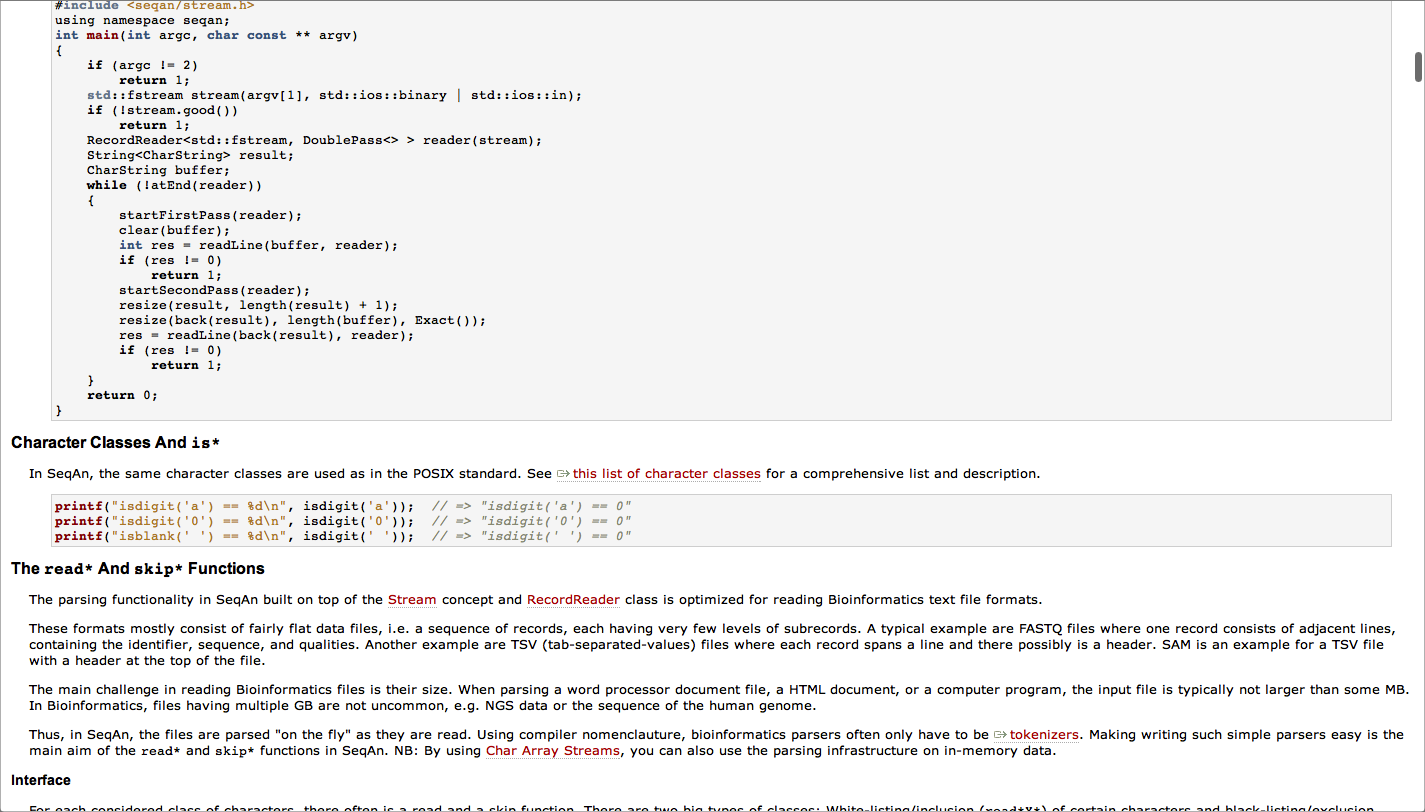 #include <seqan/stream.h>
using namespace seqan;
int main(int argc, char const ** argv)
{
    if (argc != 2)
        return 1;
    std::fstream stream(argv[1], std::ios::binary | std::ios::in);
    if (!stream.good())
        return 1;
    RecordReader<std::fstream, DoublePass<> > reader(stream);
    String<CharString> result;
    CharString buffer;
    while (!atEnd(reader))
    {
        startFirstPass(reader);
        clear(buffer);
        int res = readLine(buffer, reader);
        if (res != 0)
            return 1;
        startSecondPass(reader);
        resize(result, length(result) + 1);
        resize(back(result), length(buffer), Exact());
        res = readLine(back(result), reader);
        if (res != 0)
            return 1;
    }
    return 0;
}
Character Classes And is*
In SeqAn, the same character classes are used as in the POSIX standard. See this list of character classes for a comprehensive list and description.
printf("isdigit('a') == %d\n", isdigit('a'));  // => "isdigit('a') == 0"
printf("isdigit('0') == %d\n", isdigit('0'));  // => "isdigit('0') == 0"
printf("isblank(' ') == %d\n", isdigit(' '));  // => "isdigit(' ') == 0"
The read* And skip* Functions
The parsing functionality in SeqAn built on top of the Stream concept and RecordReader class is optimized for reading Bioinformatics text file formats.
These formats mostly consist of fairly flat data files, i.e. a sequence of records, each having very few levels of subrecords. A typical example are FASTQ files where one record consists of adjacent lines,
containing the identifier, sequence, and qualities. Another example are TSV (tab-separated-values) files where each record spans a line and there possibly is a header. SAM is an example for a TSV file
with a header at the top of the file.
The main challenge in reading Bioinformatics files is their size. When parsing a word processor document file, a HTML document, or a computer program, the input file is typically not larger than some MB.
In Bioinformatics, files having multiple GB are not uncommon, e.g. NGS data or the sequence of the human genome.
Thus, in SeqAn, the files are parsed "on the fly" as they are read. Using compiler nomenclauture, bioinformatics parsers often only have to be tokenizers. Making writing such simple parsers easy is the
main aim of the read* and skip* functions in SeqAn. NB: By using Char Array Streams, you can also use the parsing infrastructure on in-memory data.
Interface
For each considered class of characters, there often is a read and a skip function. There are two big types of classes: White-listing/inclusion (read*X*) of certain characters and black-listing/exclusion